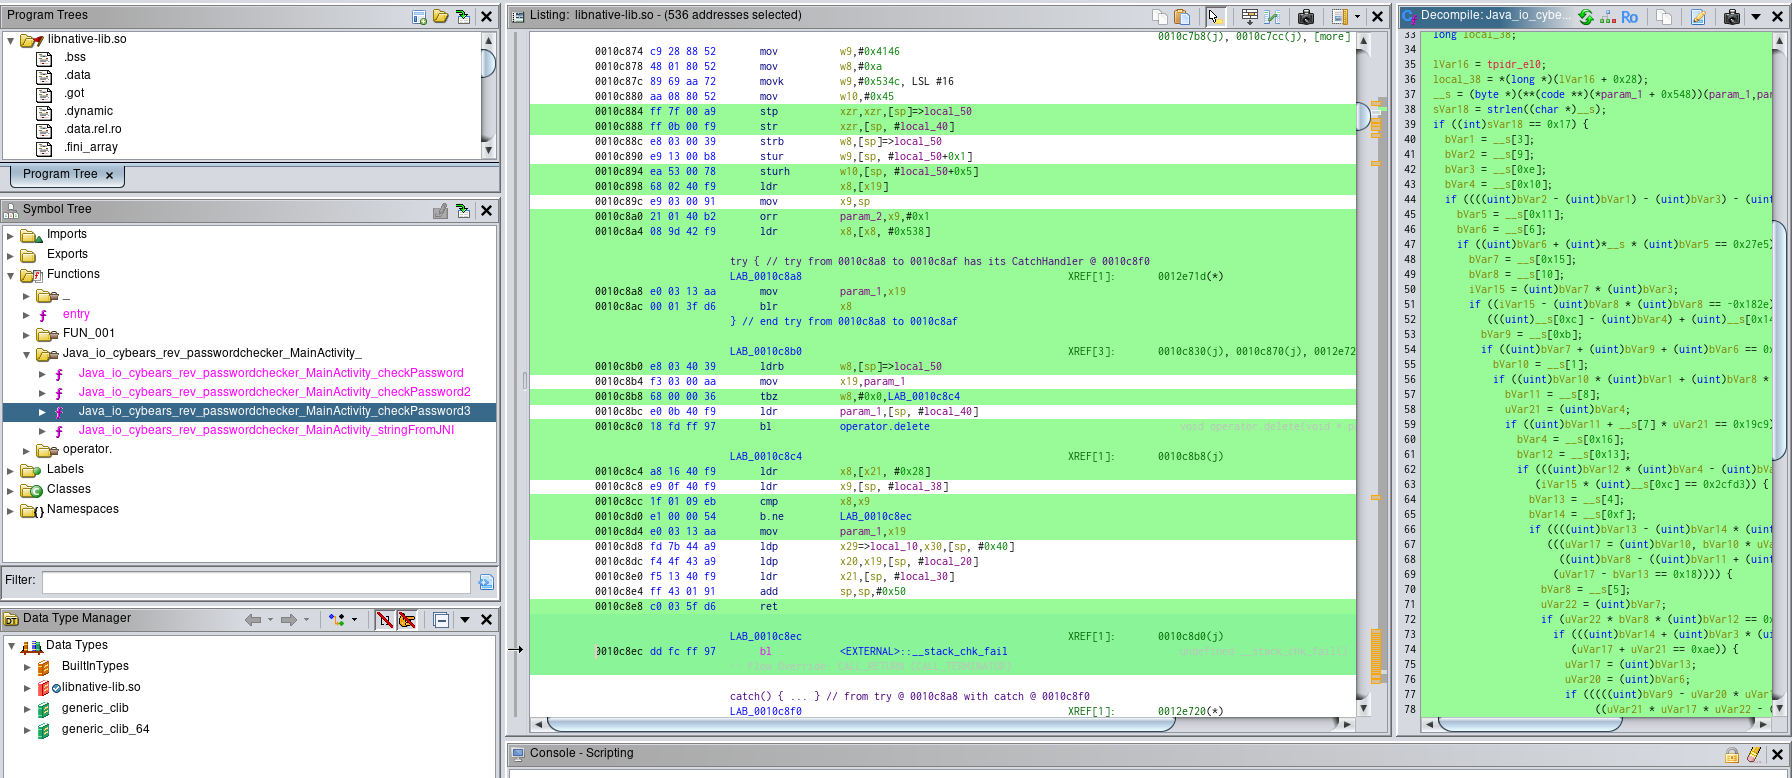 Program Trees
libnative-lib.so
.bss
.data
.got
.dynamic
.data.rel.ro
.fini_array
Program Tree x
Symbol Tree
Imports
Exports
Functions
_
entry
FUN_001
Java_io_cybears_rev_passwordchecker_MainActivity_
Java_io_cybears_rev_passwordchecker_MainActivity_checkPassword
Java_io_cybears_rev_passwordchecker_MainActivity_checkPassword2
Java_io_cybears_rev_passwordchecker_MainActivity_checkPassword3
Java_io_cybears_rev_passwordchecker_MainActivity_stringFromJNI
operator.
Labels
Classes
Namespaces
Filter:
Data Type Manager
Data Types
BuiltInTypes
libnative-lib.so
generic_clib
generic_clib_64
Listing: libnative-lib.so - (536 addresses selected)
0010c7b8(j), 0010c7cc(j), [more]
0010c874 c9 28 88 52 mov w9,#0x4146
0010c878 48 01 80 52 mov w8,#0xa
0010c87c 89 69 aa 72 movk w9,#0x534c, LSL #16
0010c880 aa 08 80 52 mov w10,#0x45
0010c884 ff 7f 00 a9 stp xzr,xzr,[sp]=>local_50
0010c888 ff 0b 00 f9 str xzr,[sp, #local_40]
0010c88c e8 03 00 39 strb w8,[sp]=>local_50
0010c890 e9 13 00 b8 stur w9,[sp, #local_50+0x1]
0010c894 ea 53 00 78 sturh w10,[sp, #local_50+0x5]
0010c898 68 02 40 f9 ldr x8,[x19]
0010c89c e9 03 00 91 mov x9,sp
0010c8a0 21 01 40 b2 orr param_2,x9,#0x1
0010c8a4 08 9d 42 f9 ldr x8,[x8, #0x538]
try { // try from 0010c8a8 to 0010c8af has its CatchHandler @ 0010c8f0
LAB_0010c8a8 XREF[1]: 0012e71d(*)
0010c8a8 e0 03 13 aa mov param_1,x19
0010c8ac 00 01 3f d6 blr x8
} // end try from 0010c8a8 to 0010c8af
LAB_0010c8b0 XREF[3]: 0010c830(j), 0010c870(j), 0012e72
0010c8b0 e8 03 40 39 ldrb w8,[sp]=>local_50
0010c8b4 f3 03 00 aa mov x19,param_1
0010c8b8 68 00 00 36 tbz w8,#0x0,LAB_0010c8c4
0010c8bc e0 0b 40 f9 ldr param_1,[sp, #local_40]
0010c8c0 18 fd ff 97 bl operator.delete void operator.delete(void * p
LAB_0010c8c4 XREF[1]: 0010c8b8(j)
0010c8c4 a8 16 40 f9 ldr x8,[x21, #0x28]
0010c8c8 e9 0f 40 f9 ldr x9,[sp, #local_38]
0010c8cc 1f 01 09 eb cmp x8,x9
0010c8d0 e1 00 00 54 b.ne LAB_0010c8ec
0010c8d4 e0 03 13 aa mov param_1,x19
0010c8d8 fd 7b 44 a9 ldp x29=>local_10,x30,[sp, #0x40]
0010c8dc f4 4f 43 a9 ldp x20,x19,[sp, #local_20]
0010c8e0 f5 13 40 f9 ldr x21,[sp, #local_30]
0010c8e4 ff 43 01 91 add sp,sp,#0x50
0010c8e8 c0 03 5f d6 ret
LAB_0010c8ec XREF[1]: 0010c8d0(j)
0010c8ec dd fc ff 97 bl <EXTERNAL>::__stack_chk_fail undefined __stack_chk_fail()
-- Flow Override: CALL_RETURN (CALL_TERMINATOR)
catch() { ... } // from try @ 0010c8a8 with catch @ 0010c8f0
LAB_0010c8f0 XREF[1]: 0012e720(*)
Console - Scripting
Decompile: Java_io_cybe...
33 long local_38;
34
35 lVar16 = tpidr_el0;
36 local_38 = *(long *)(lVar16 + 0x28);
37 __s = (byte *)(**(code **)(*param_1 + 0x548))(param_1,par
38 sVar18 = strlen((char *)__s);
39 if ((int)sVar18 == 0x17) {
40 bVar1 = __s[3];
41 bVar2 = __s[9];
42 bVar3 = __s[0xe];
43 bVar4 = __s[0x10];
44 if ((((uint)bVar2 - (uint)bVar1) - (uint)bVar3) - (uint
45 bVar5 = __s[0x11];
46 bVar6 = __s[6];
47 if ((uint)bVar6 + (uint)*__s * (uint)bVar5 == 0x27e5)
48 bVar7 = __s[0x15];
49 bVar8 = __s[10];
50 iVar15 = (uint)bVar7 * (uint)bVar3;
51 if ((iVar15 - (uint)bVar8 * (uint)bVar8 == -0x182e)
52 (((uint)__s[0xc] - (uint)bVar4) + (uint)__s[0x14
53 bVar9 = __s[0xb];
54 if ((uint)bVar7 + (uint)bVar9 + (uint)bVar6 == 0x
55 bVar10 = __s[1];
56 if ((uint)bVar10 * (uint)bVar1 + (uint)bVar8 *
57 bVar11 = __s[8];
58 uVar21 = (uint)bVar4;
59 if ((uint)bVar11 + __s[7] * uVar21 == 0x19c9)
60 bVar4 = __s[0x16];
61 bVar12 = __s[0x13];
62 if (((uint)bVar12 * (uint)bVar4 - (uint)bVa
63 (iVar15 * (uint)__s[0xc] == 0x2cfd3)) {
64 bVar13 = __s[4];
65 bVar14 = __s[0xf];
66 if ((((uint)bVar13 - (uint)bVar14 * (uin
67 (((uVar17 = (uint)bVar10, bVar10 * uVa
68 ((uint)bVar8 - ((uint)bVar11 + (uint
69 (uVar17 - bVar13 == 0x18)))) {
70 bVar8 = __s[5];
71 uVar22 = (uint)bVar7;
72 if (uVar22 * bVar8 * (uint)bVar12 == 0x
73 if (((uint)bVar14 + (uint)bVar3 * (uin
74 (uVar17 + uVar21 == 0xae)) {
75 uVar17 = (uint)bVar13;
76 uVar20 = (uint)bVar6;
77 if (((((uint)bVar9 - uVar20 * uVar
78 ((uVar21 * uVar17 * uVar22 - (